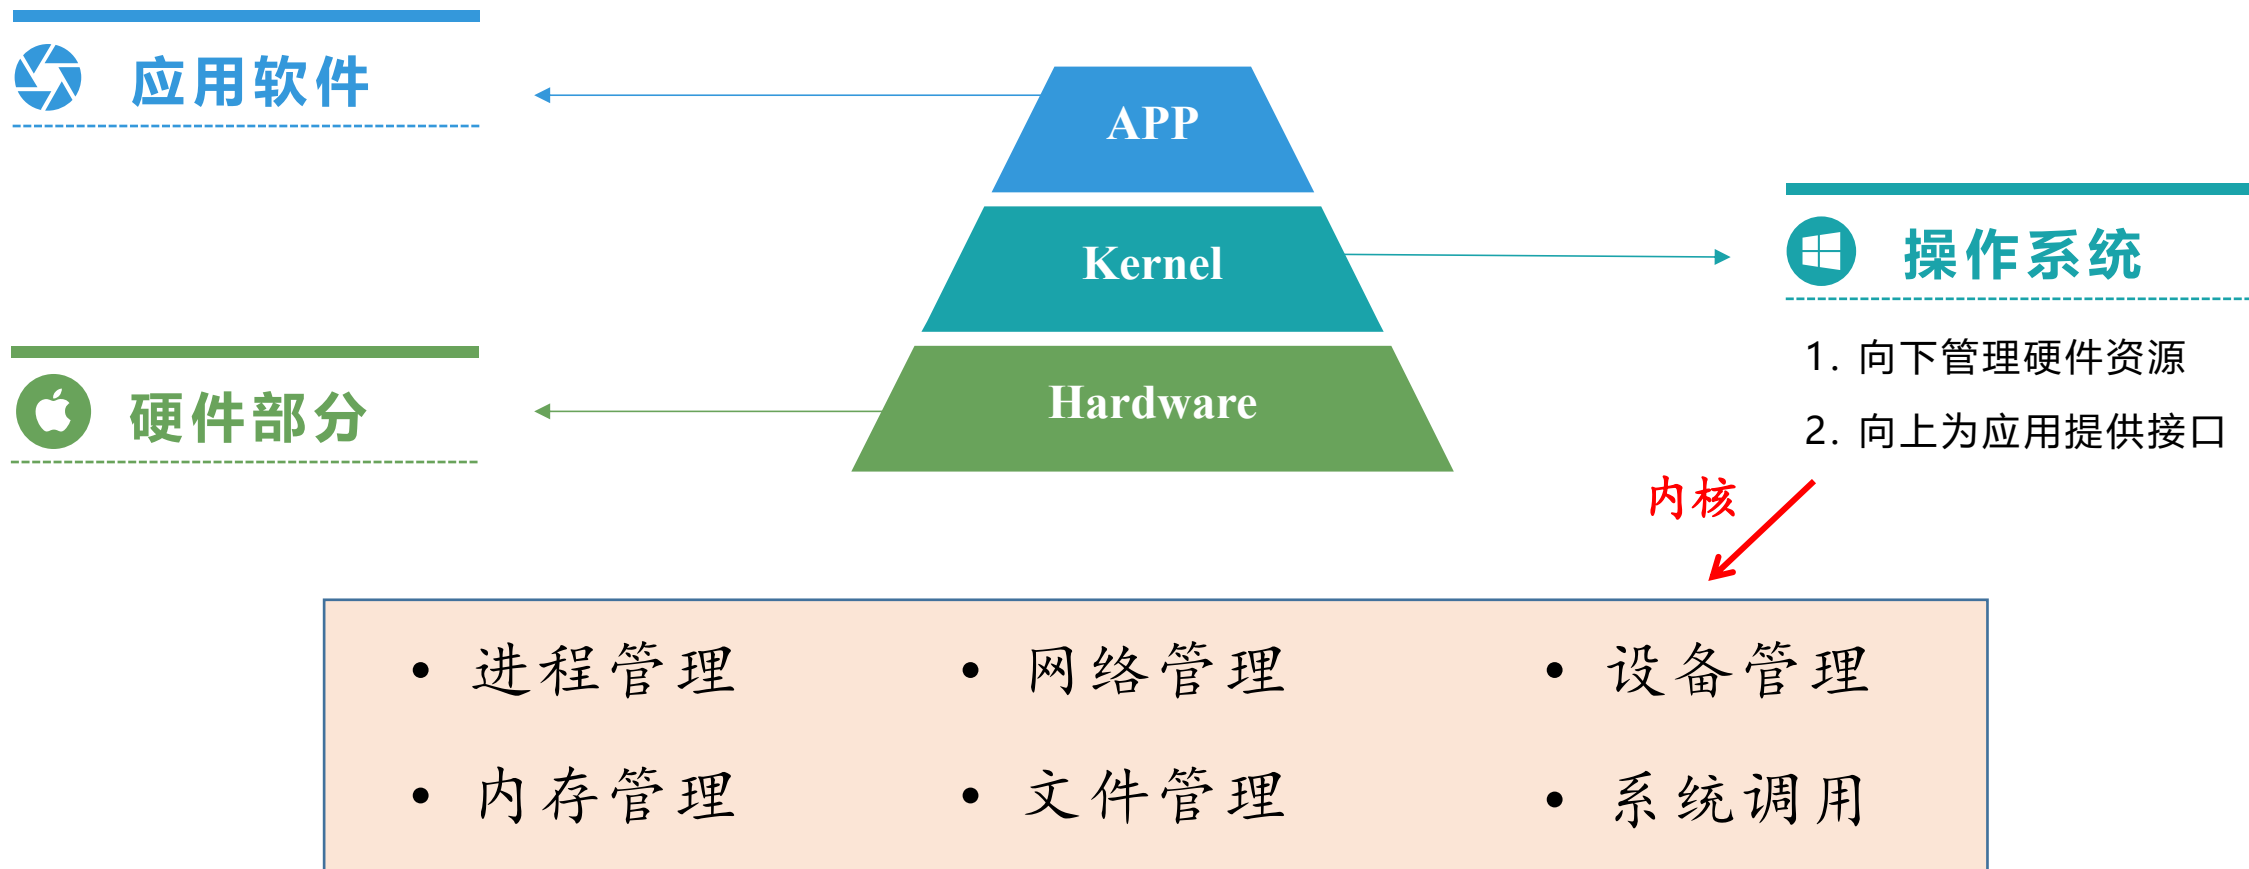 应用软件
APP
Kernel
操作系统
硬件部分
Hardware
1. 向下管理硬件资源
2. 向上为应用提供接口
内核
• 进程管理
• 网络管理
• 设备管理
• 内存管理
• 文件管理
• 系统调用